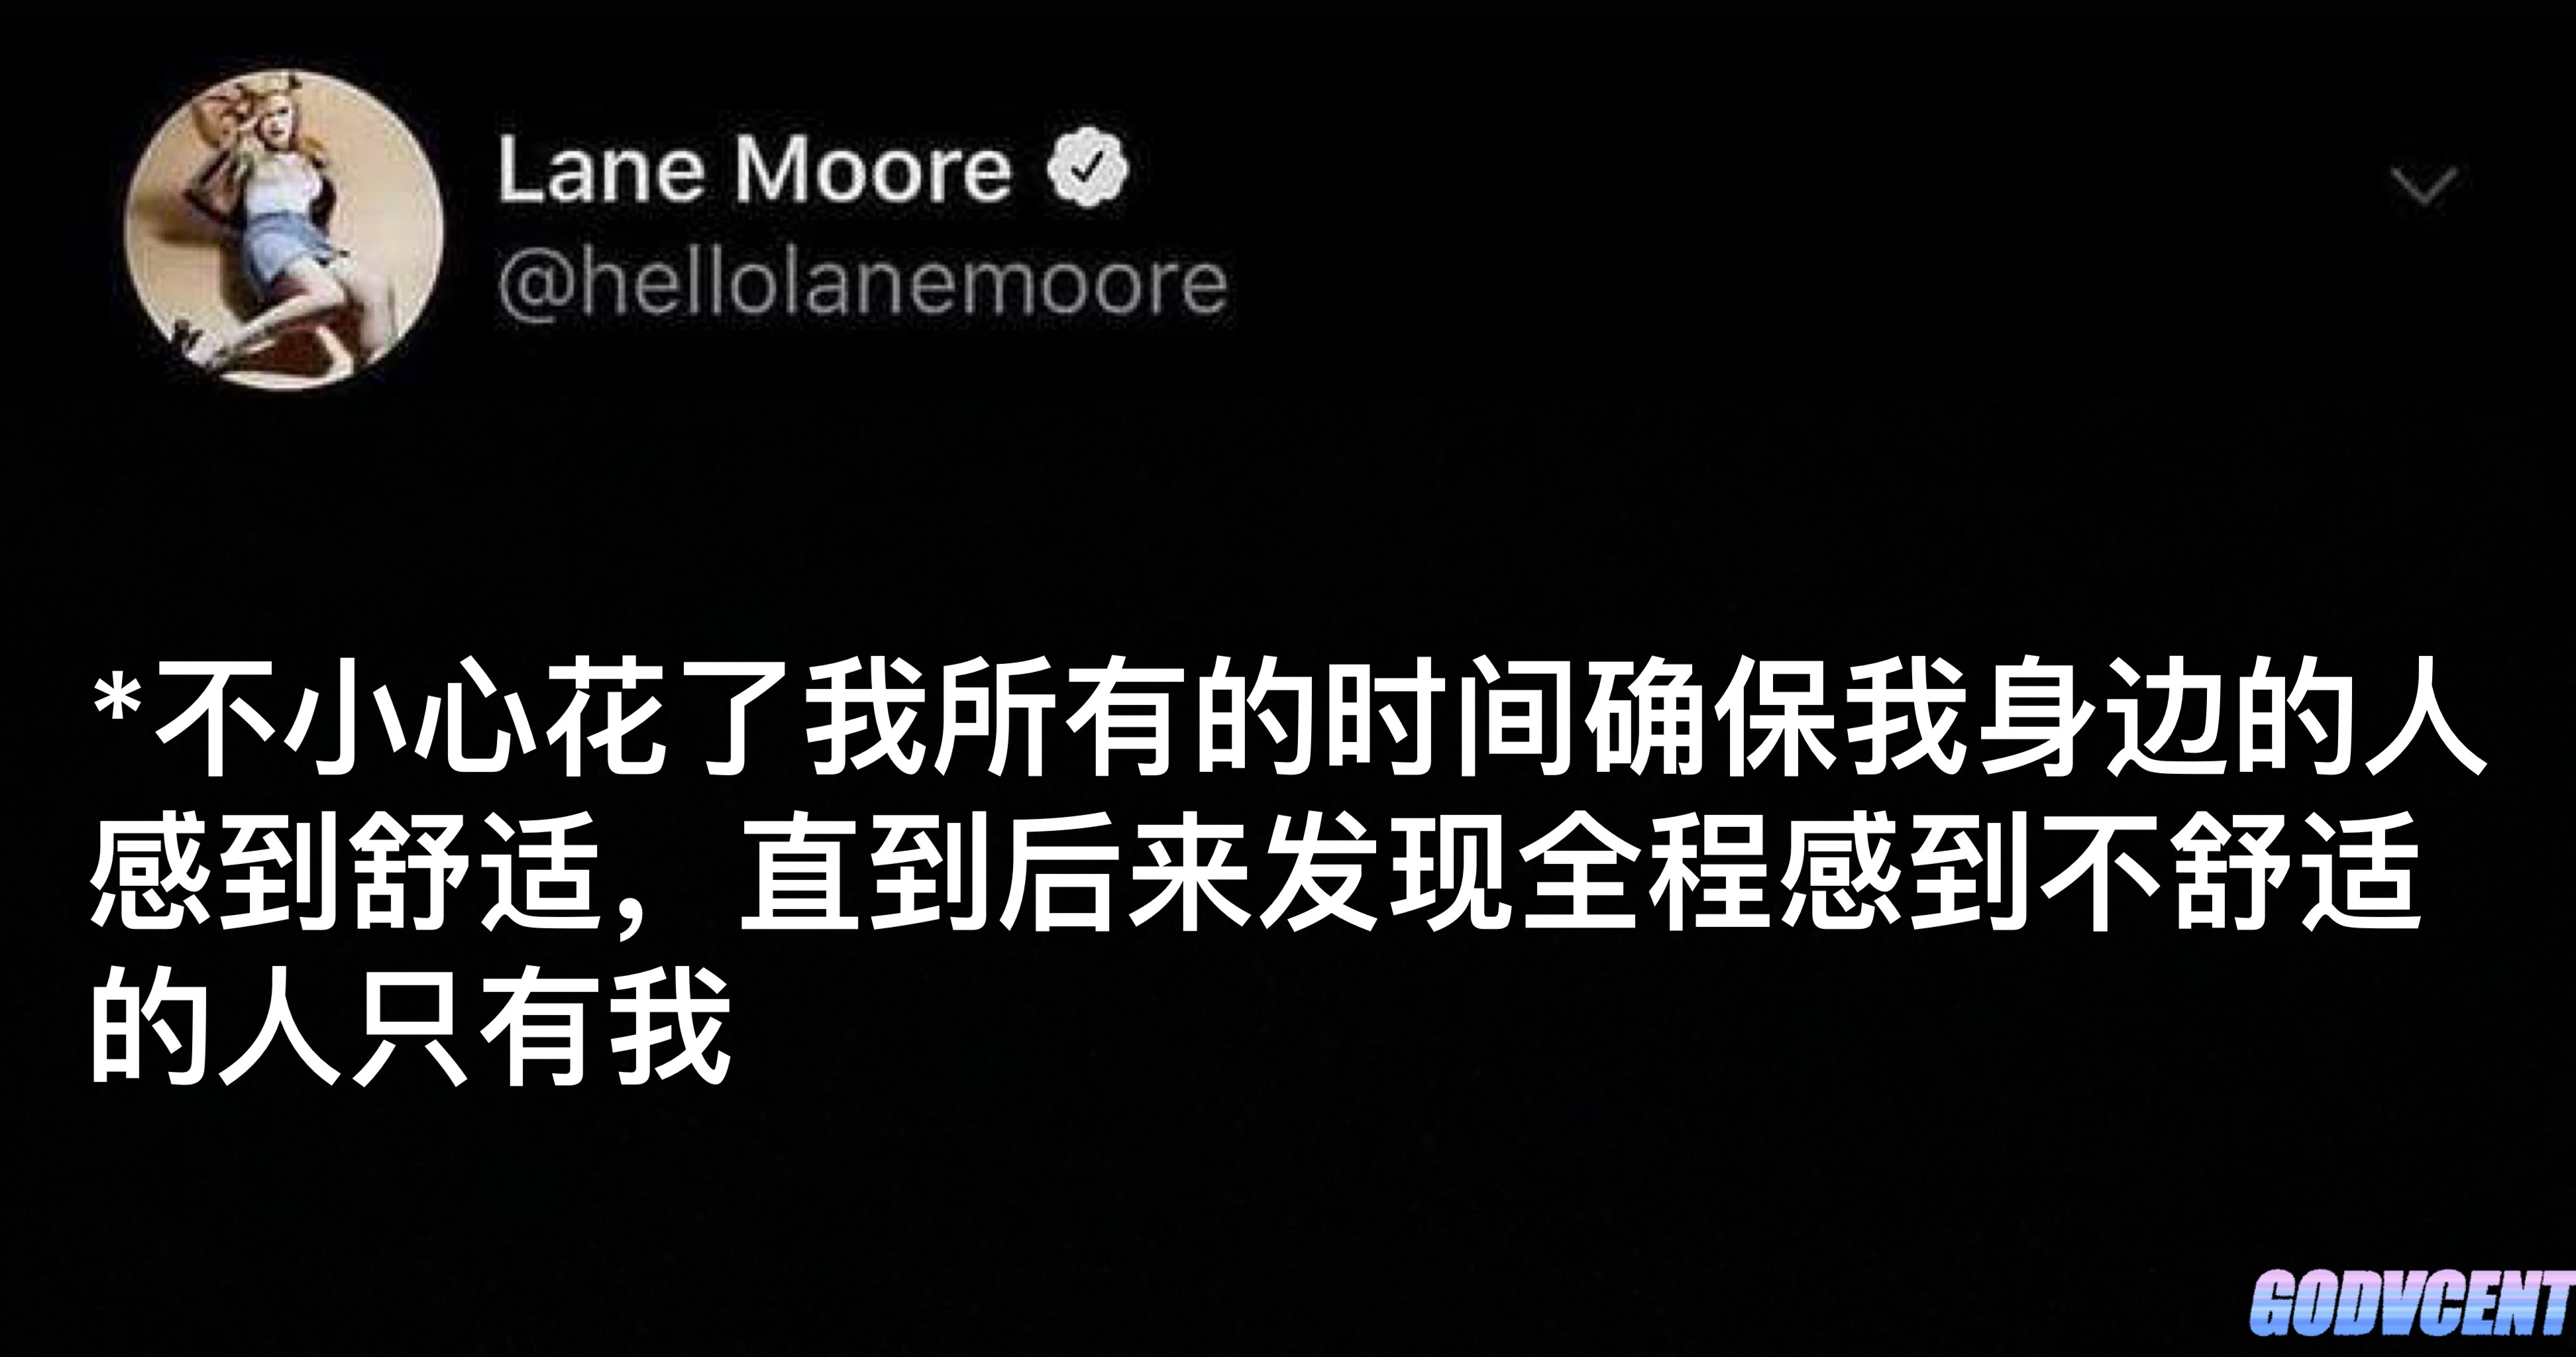 Lane Moore
@hellolanemoore
*不小心花了我所有的时间确保我身边的人
感到舒适，直到后来发现全程感到不舒适
的人只有我
GODVCENT